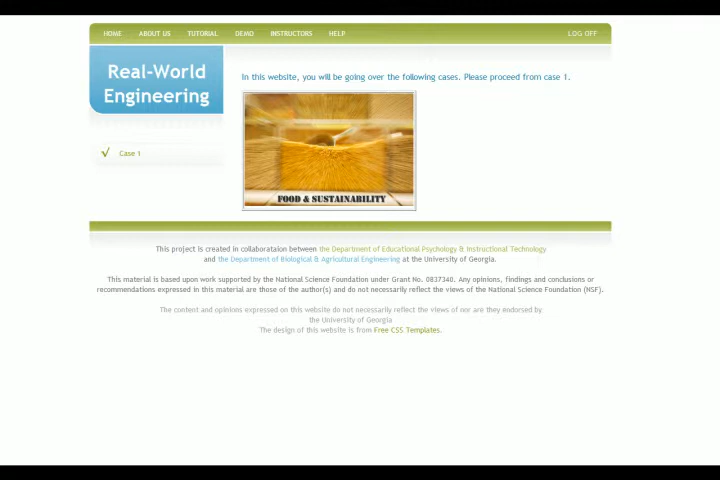 HOME ABOUT US TUTORIAL DEMO INSTRUCTORS HELP LOG OFF
Real-World
Engineering
In this website, you will be going over the following cases. Please proceed from case 1.
Case 1
FOOD & SUSTAINABILITY
This project is created in collaborataion between the Department of Educational Psychology & Instructional Technology
and the Department of Biological & Agricultural Engineering at the University of Georgia.
This material is based upon work supported by the National Science Foundation under Grant No. 0837340. Any opinions, findings and conclusions or
recommendations expressed in this material are those of the author(s) and do not necessarily reflect the views of the National Science Foundation (NSF).
The content and opinions expressed on this website do not necessarily reflect the views of nor are they endorsed by
the University of Georgia
The design of this website is from Free CSS Templates.